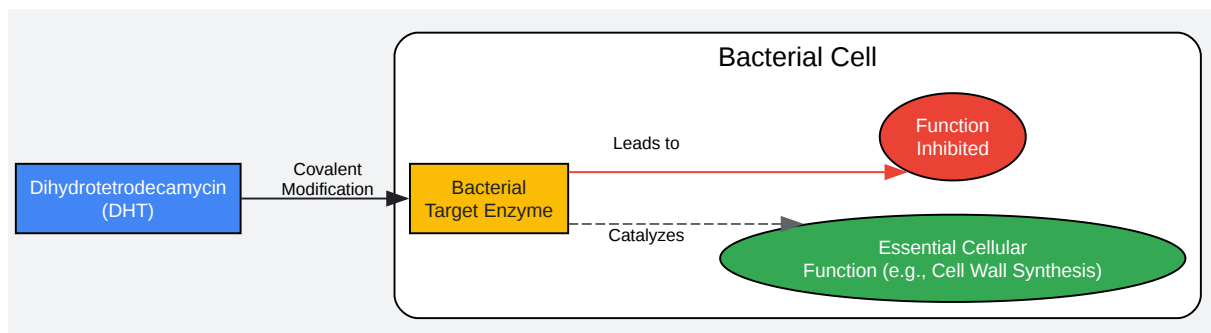 Bacterial Cell
Dihydrotetrodecamycin
(DHT)
Covalent
Modification
Bacterial
Target Enzyme
Leads to
Function
Inhibited
Catalyzes
Essential Cellular
Function (e.g., Cell Wall Synthesis)